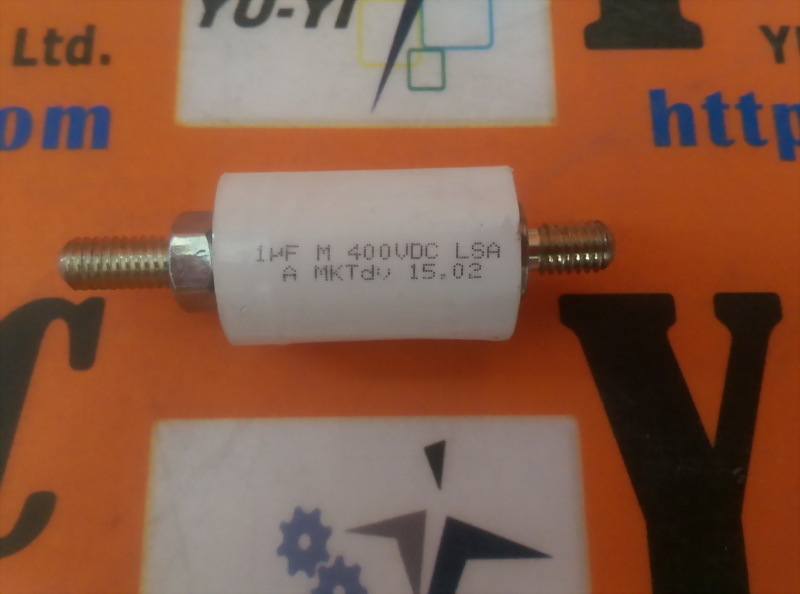 YU-YI
Ltd.
Y
om
http
1µF M 400VDC LSA
A MKTdv 15.02
C
Y